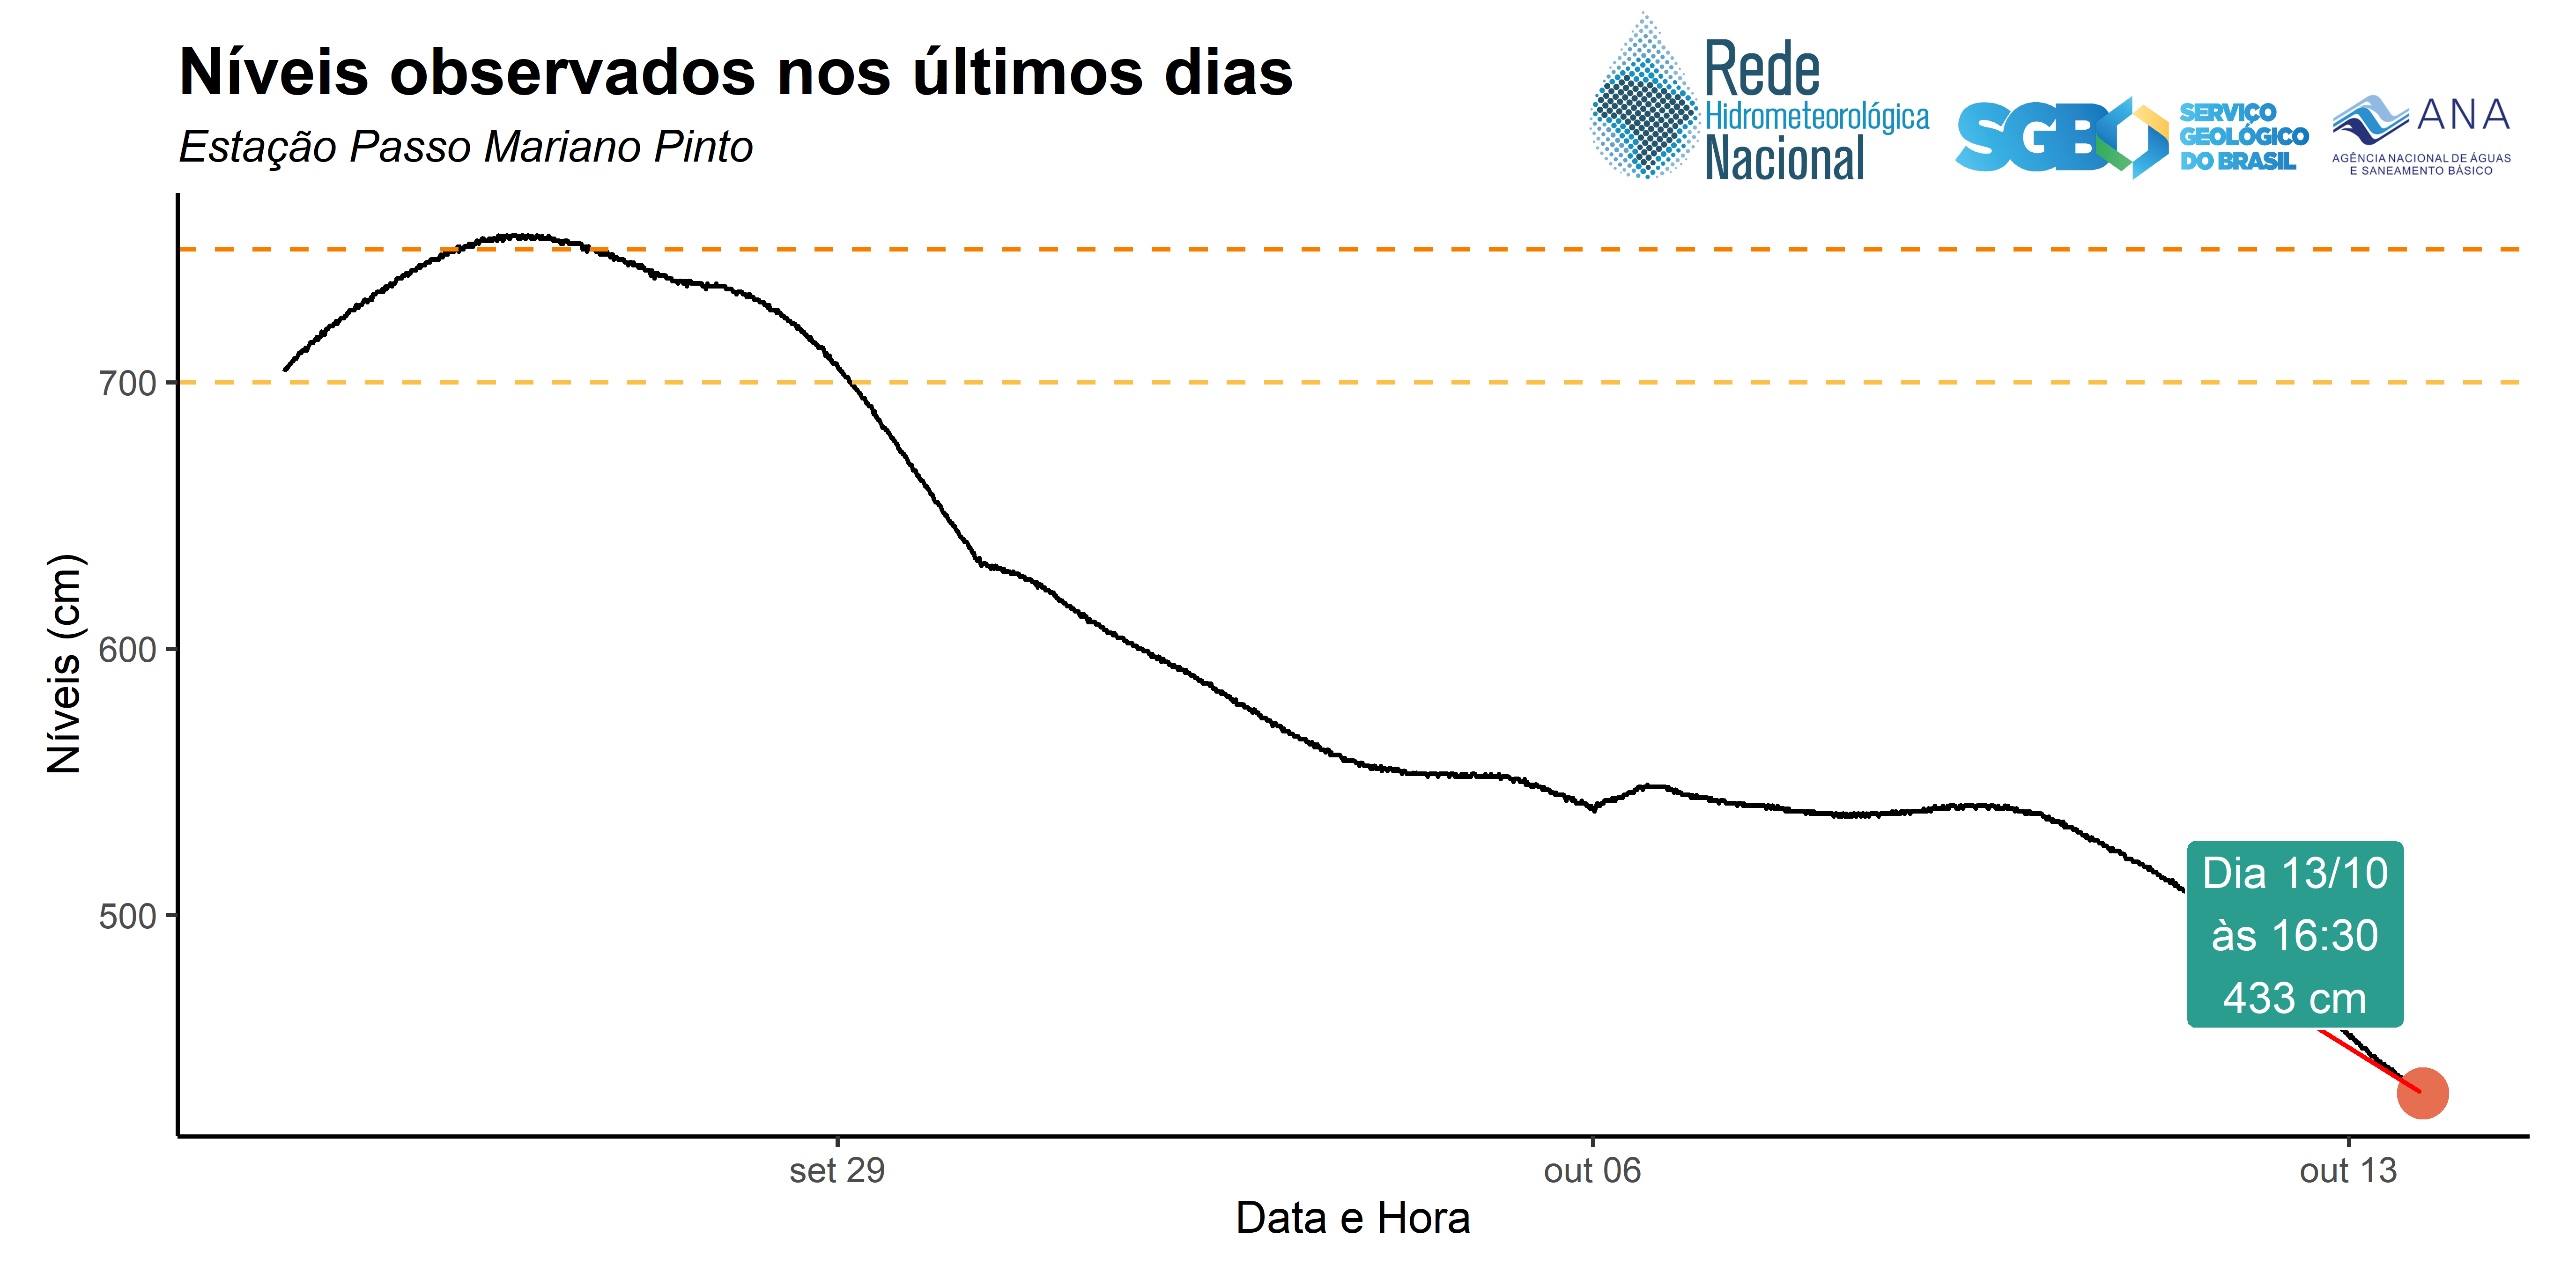 Níveis observados nos últimos dias
Estação Passo Mariano Pinto
Rede
Hidrometeorológica
Nacional
SGB
SERVIÇO
GEOLÓGICO
DO BRASIL
ANA
AGÊNCIA NACIONAL DE ÁGUAS
E SANEAMENTO BÁSICO
Níveis (cm)
700
600
500
Dia 13/10
às 16:30
433 cm
set 29
out 06
out 13
Data e Hora